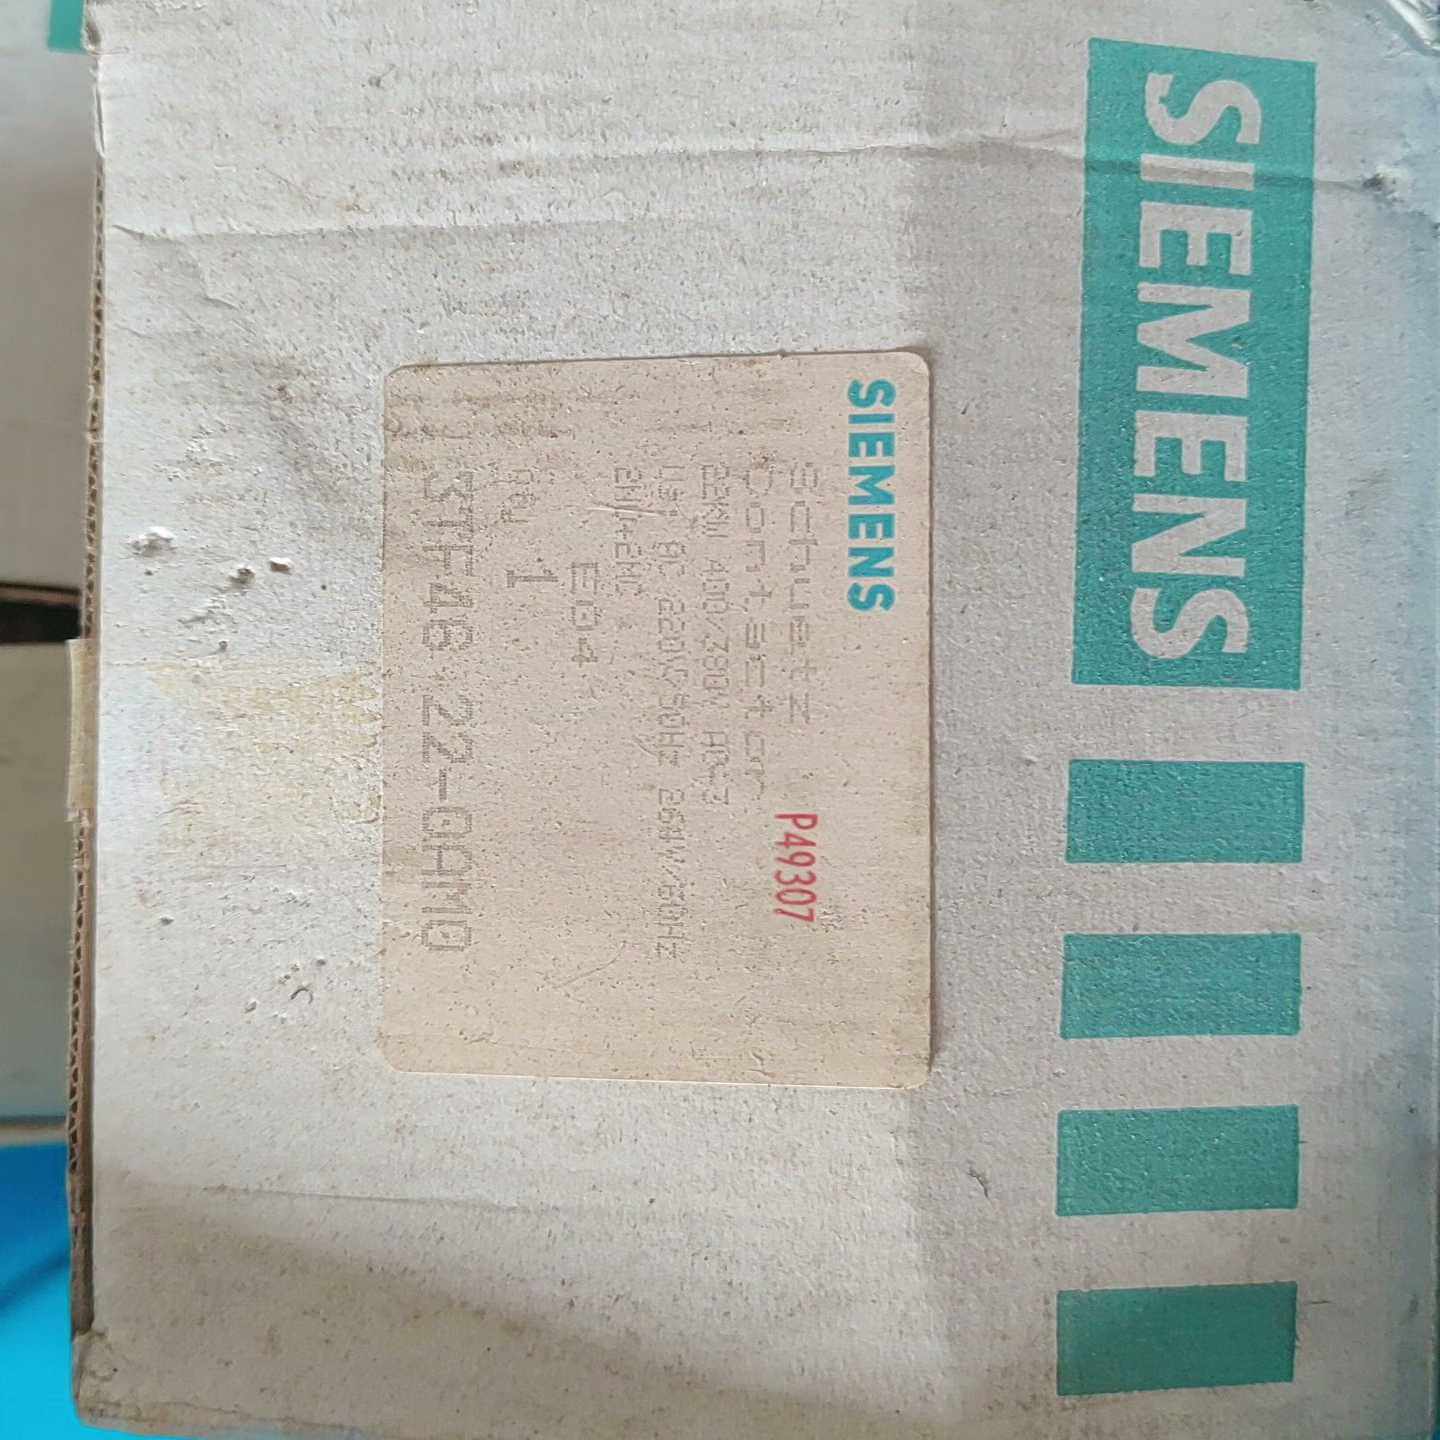 SIEMENS
SIEMENS
Schuetz
P49307
Contactor
22KW 400/380V AC-3
US: AC 220V/50Hz 264V/60Hz
2NO+2NC
E04
Qty 1
3TF46 22-0AM0